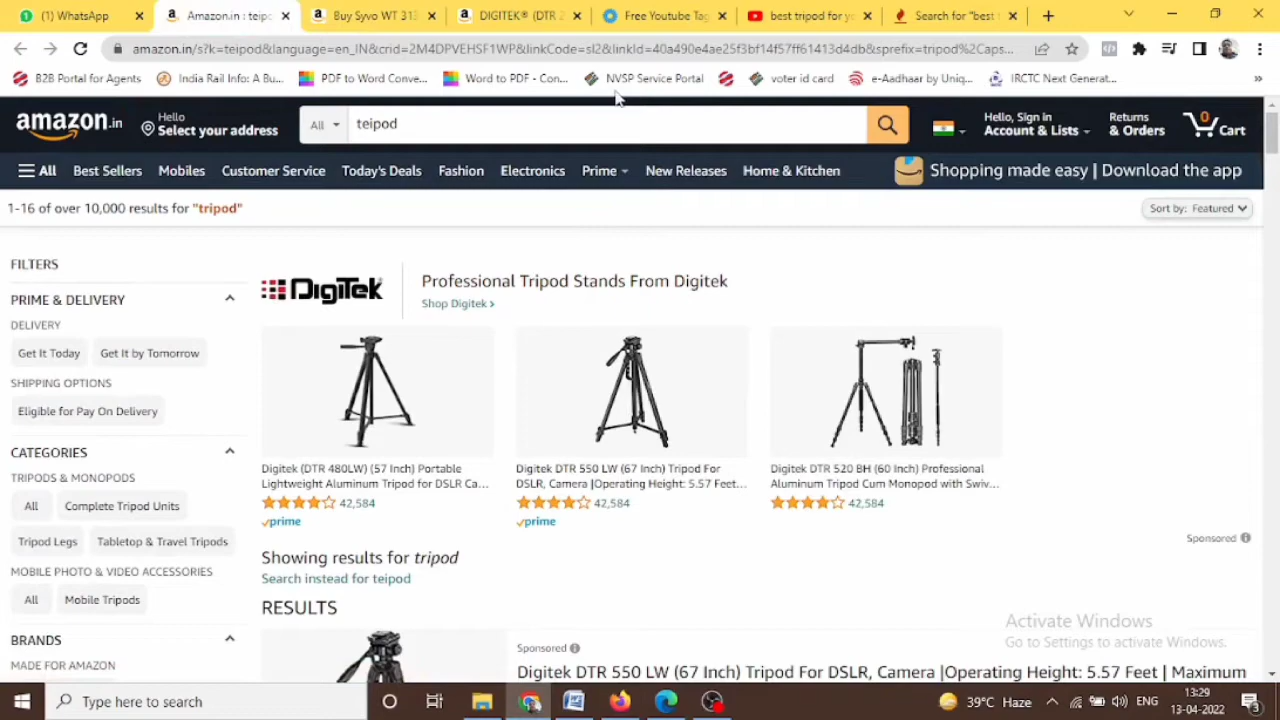 (1) WhatsApp
Amazon.in : teipo
Buy Syvo WT 313
DIGITEK® (DTR 2
Free Youtube Tag
best tripod for yo
Search for "best t
amazon.in/s?k=teipod&language=en_IN&crid=2M4DPVEHSF1WP&linkCode=sl2&linkId=40a490e4ae25f3bf14f57ff61413d4db&sprefix=tripod%2Caps...
B2B Portal for Agents
India Rail Info: A Bu...
PDF to Word Conve...
Word to PDF - Con...
NVSP Service Portal
voter id card
e-Aadhaar by Uniq...
IRCTC Next Generat...
amazon.in
Hello
Select your address
All
teipod
Hello, Sign in
Account & Lists
Returns
& Orders
0
Cart
All
Best Sellers
Mobiles
Customer Service
Today's Deals
Fashion
Electronics
Prime
New Releases
Home & Kitchen
Shopping made easy | Download the app
1-16 of over 10,000 results for "tripod"
Sort by: Featured
FILTERS
PRIME & DELIVERY
DELIVERY
Get It Today
Get It by Tomorrow
SHIPPING OPTIONS
Eligible for Pay On Delivery
CATEGORIES
TRIPODS & MONOPODS
All
Complete Tripod Units
Tripod Legs
Tabletop & Travel Tripods
MOBILE PHOTO & VIDEO ACCESSORIES
All
Mobile Tripods
BRANDS
MADE FOR AMAZON
DIGITEK
Professional Tripod Stands From Digitek
Shop Digitek ›
Digitek (DTR 480LW) (57 Inch) Portable
Lightweight Aluminum Tripod for DSLR Ca...
42,584
prime
Digitek DTR 550 LW (67 Inch) Tripod For
DSLR, Camera |Operating Height: 5.57 Feet...
42,584
prime
Digitek DTR 520 BH (60 Inch) Professional
Aluminum Tripod Cum Monopod with Swiv...
42,584
Sponsored
Showing results for tripod
Search instead for teipod
RESULTS
Sponsored
Digitek DTR 550 LW (67 Inch) Tripod For DSLR, Camera |Operating Height: 5.57 Feet | Maximum
Activate Windows
Go to Settings to activate Windows.
Type here to search
39°C Haze
ENG
13:29
13-04-2022
3